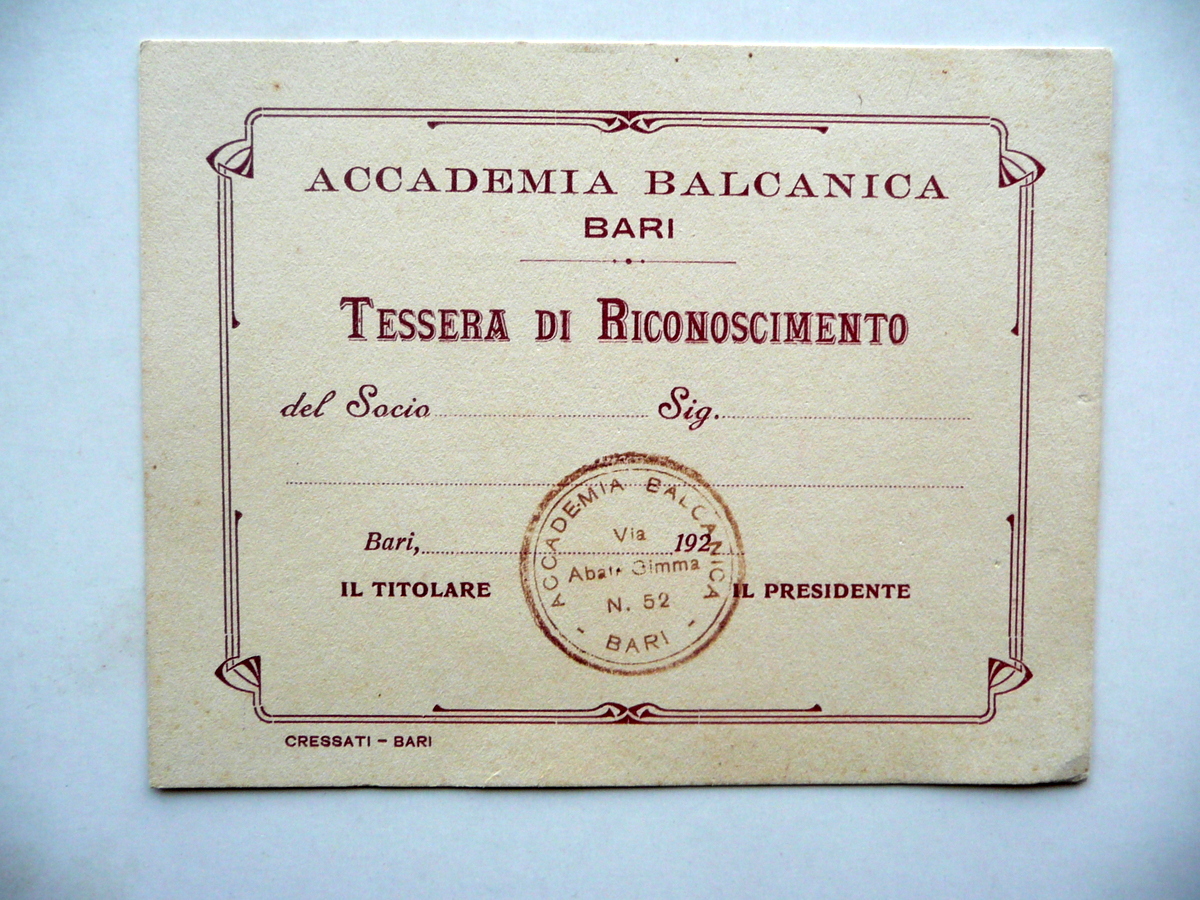 ACCADEMIA BALCANICA
BARI
TESSERA DI RICONOSCIMENTO
del Socio Sig.
Bari, 192
IL TITOLARE IL PRESIDENTE
ACCADEMIA BALCANICA
Via
Gimma
N. 52
- BARI -
CRESSATI - BARI